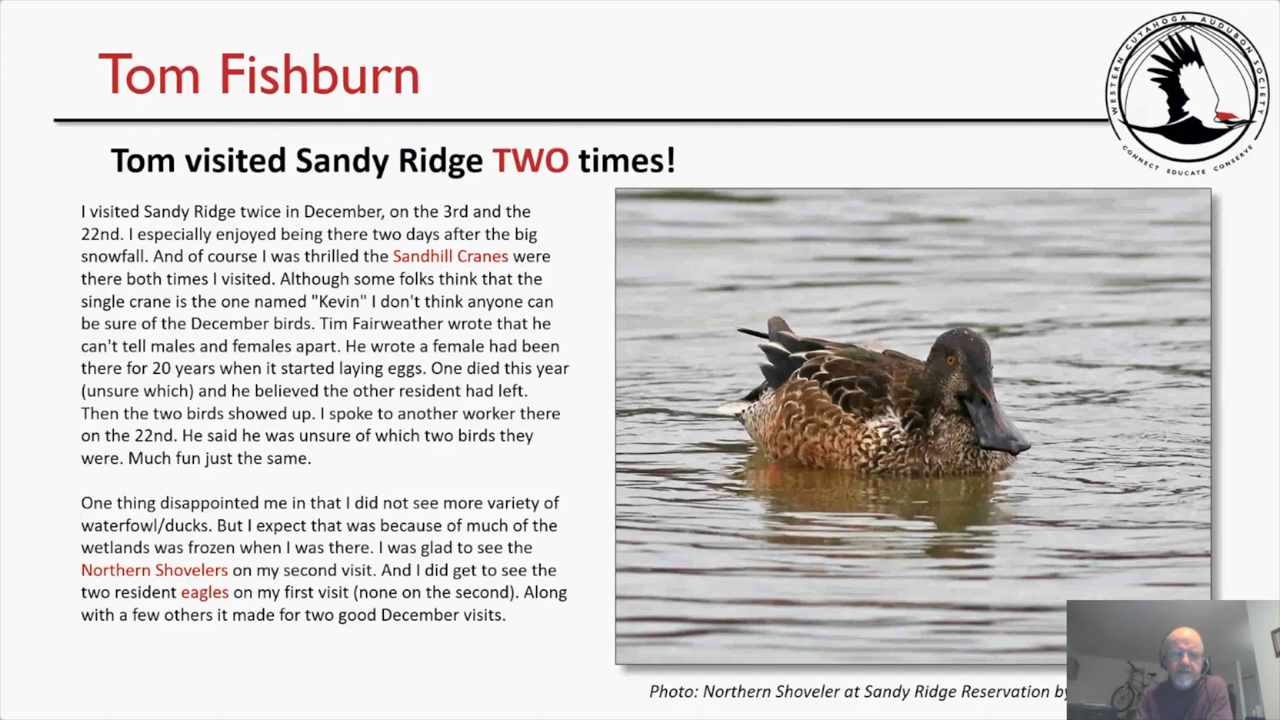 Tom Fishburn
WESTERN CUYAHOGA AUDUBON SOCIETY
CONNECT EDUCATE CONSERVE
Tom visited Sandy Ridge TWO times!
I visited Sandy Ridge twice in December, on the 3rd and the
22nd. I especially enjoyed being there two days after the big
snowfall. And of course I was thrilled the Sandhill Cranes were
there both times I visited. Although some folks think that the
single crane is the one named "Kevin" I don't think anyone can
be sure of the December birds. Tim Fairweather wrote that he
can't tell males and females apart. He wrote a female had been
there for 20 years when it started laying eggs. One died this year
(unsure which) and he believed the other resident had left.
Then the two birds showed up. I spoke to another worker there
on the 22nd. He said he was unsure of which two birds they
were. Much fun just the same.
One thing disappointed me in that I did not see more variety of
waterfowl/ducks. But I expect that was because of much of the
wetlands was frozen when I was there. I was glad to see the
Northern Shovelers on my second visit. And I did get to see the
two resident eagles on my first visit (none on the second). Along
with a few others it made for two good December visits.
Photo: Northern Shoveler at Sandy Ridge Reservation by